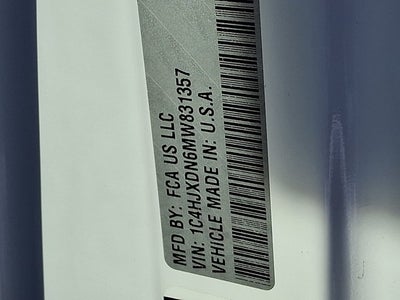 MFD BY: FCA US LLC
VIN: 1C4HJXDN6MW831357
VEHICLE MADE IN: U.S.A.